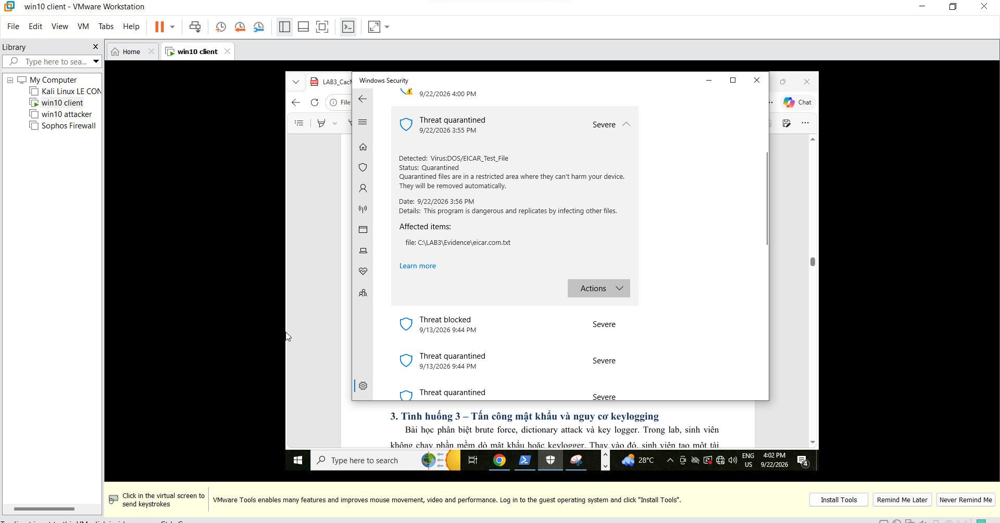 win10 client - VMware Workstation
File Edit View VM Tabs Help
Library
Home
win10 client
Type here to sea...
My Computer
Kali Linux LE CON
win10 client
win10 attacker
Sophos Firewall
LAB3_Cac
File
Chat
Windows Security
9/22/2026 4:00 PM
Threat quarantined
9/22/2026 3:55 PM
Severe
Detected: Virus:DOS/EICAR_Test_File
Status: Quarantined
Quarantined files are in a restricted area where they can't harm your device.
They will be removed automatically.
Date: 9/22/2026 3:56 PM
Details: This program is dangerous and replicates by infecting other files.
Affected items:
file: C:\LAB3\Evidence\eicar.com.txt
Learn more
Actions
Threat blocked
9/13/2026 9:44 PM
Severe
Threat quarantined
9/13/2026 9:44 PM
Severe
Threat quarantined
Severe
3. Tình huống 3 – Tấn công mật khẩu và nguy cơ keylogging
Bài học phân biệt brute force, dictionary attack và key logger. Trong lab, sinh viên
không chạy phần mềm dò mật khẩu hoặc keylogger. Thay vào đó, sinh viên tạo một tài
Type here to search
28°C
ENG
US
4:02 PM
9/22/2026
4
Click in the virtual screen to
send keystrokes
VMware Tools enables many features and improves mouse movement, video and performance. Log in to the guest operating system and click "Install Tools".
Install Tools
Remind Me Later
Never Remind Me